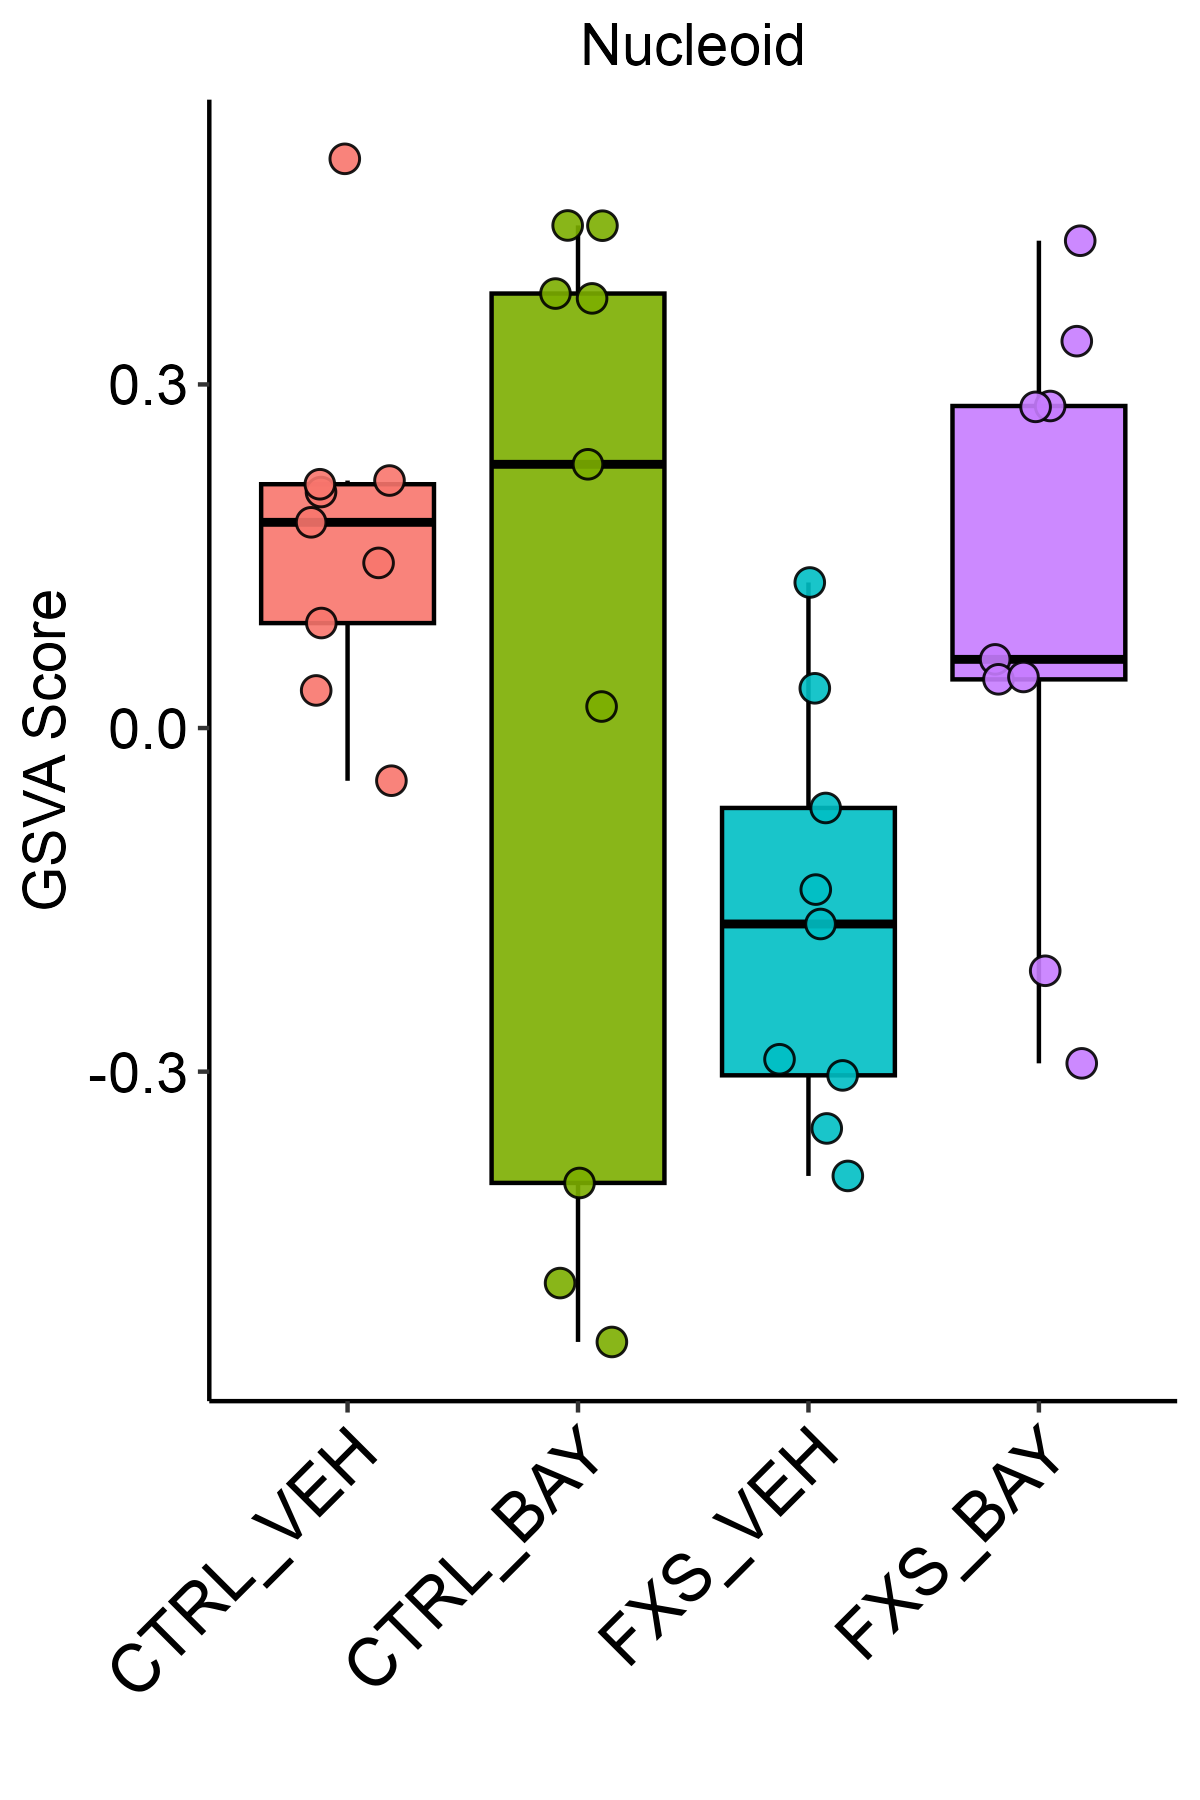 Nucleoid
GSVA Score
0.3
0.0
-0.3
CTRL_VEH
CTRL_BAY
FXS_VEH
FXS_BAY